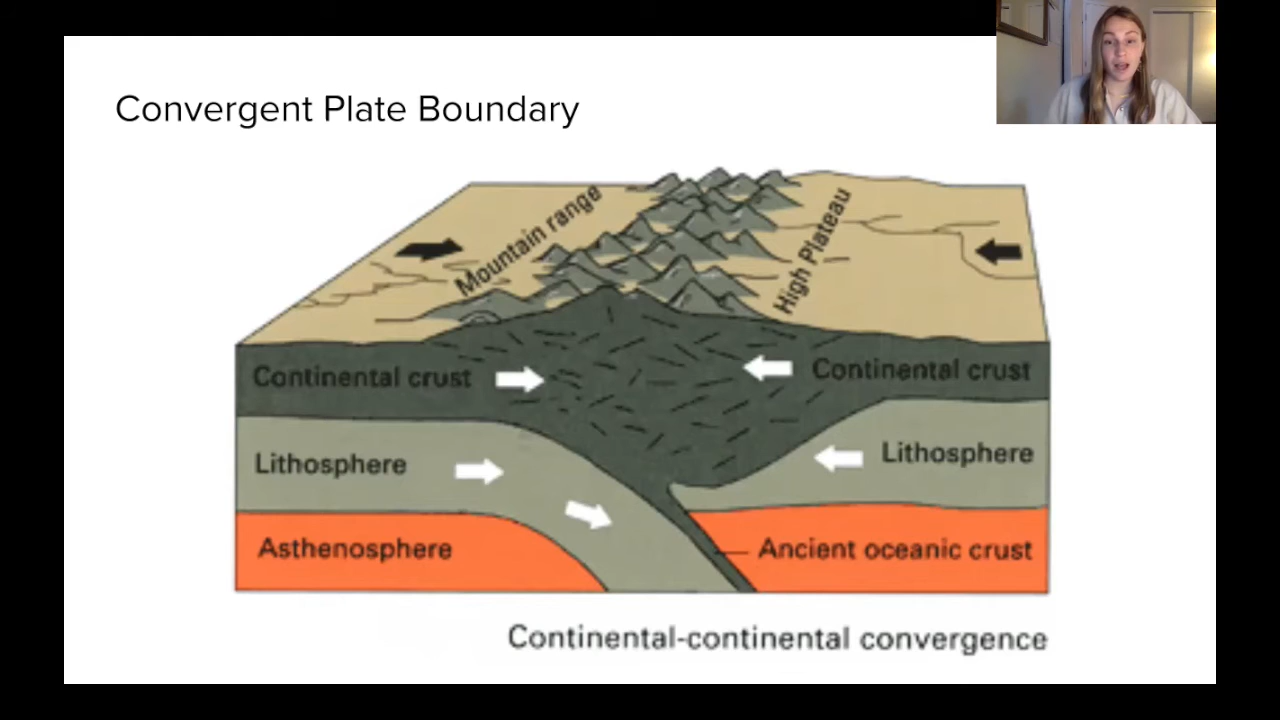 Convergent Plate Boundary
Mountain range
High Plateau
Continental crust
Continental crust
Lithosphere
Lithosphere
Asthenosphere
Ancient oceanic crust
Continental-continental convergence